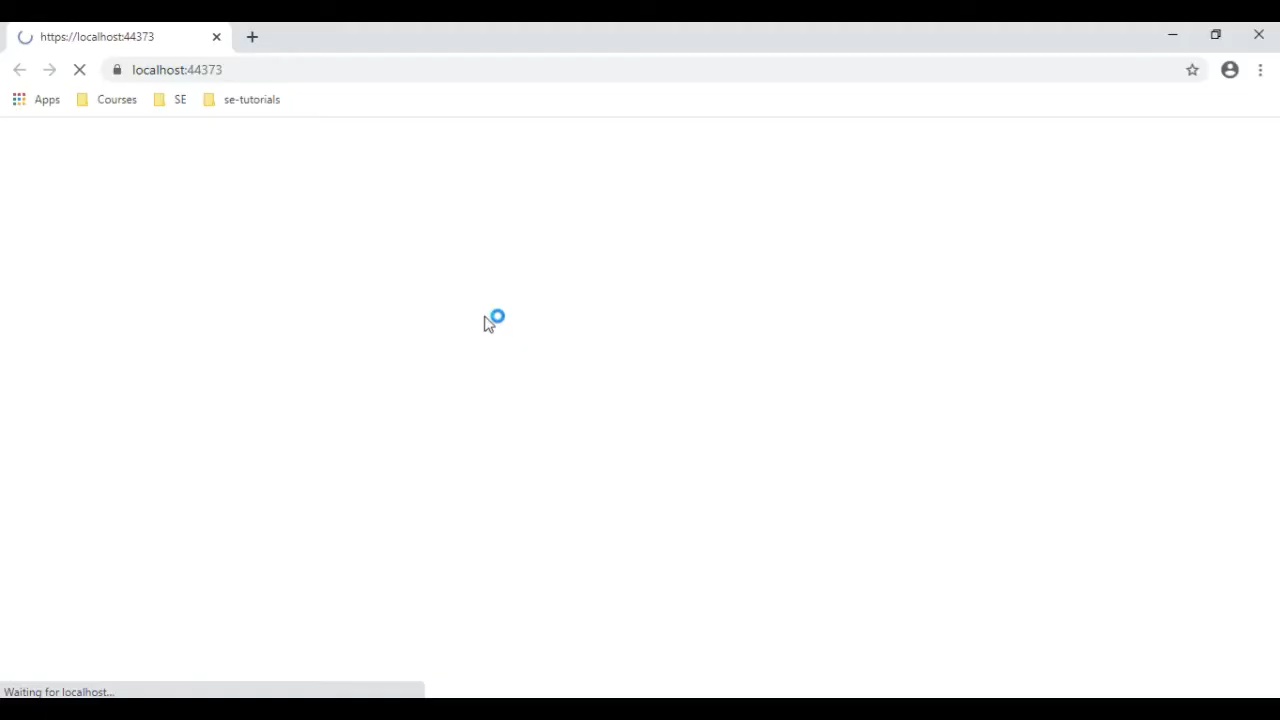 https://localhost:44373
localhost:44373
Apps Courses SE se-tutorials
Waiting for localhost...